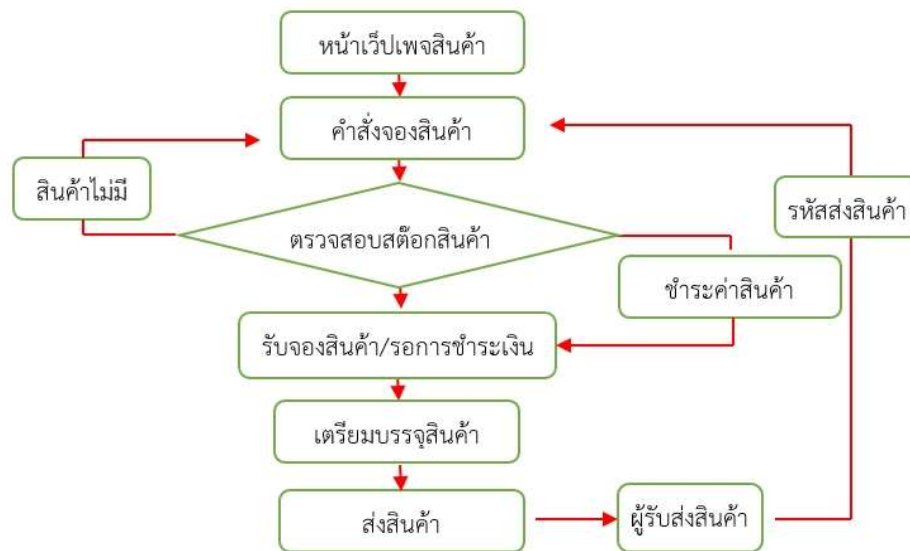 หน้าเว็ปเพจสินค้า
คำสั่งจองสินค้า
สินค้าไม่มี
รหัสส่งสินค้า
ตรวจสอบสต๊อกสินค้า
ชำระค่าสินค้า
รับจองสินค้า/รอการชำระเงิน
เตรียมบรรจุสินค้า
ส่งสินค้า
ผู้รับส่งสินค้า